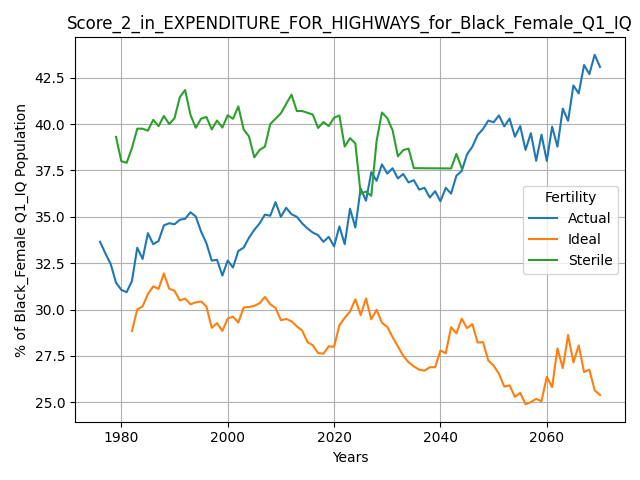 Score_2_in_EXPENDITURE_FOR_HIGHWAYS_for_Black_Female_Q1_IQ
% of Black_Female Q1_IQ Population
42.5
40.0
37.5
35.0
32.5
30.0
27.5
25.0
Fertility
Actual
Ideal
Sterile
1980
2000
2020
2040
2060
Years